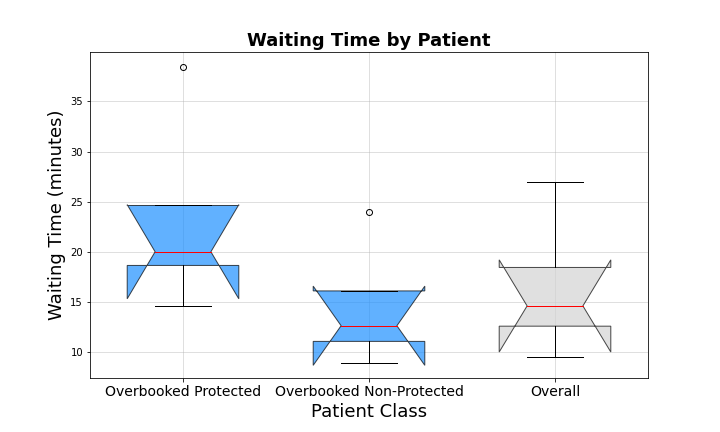 Waiting Time by Patient
Waiting Time (minutes)
35
30
25
20
15
10
Overbooked Protected
Overbooked Non-Protected
Overall
Patient Class